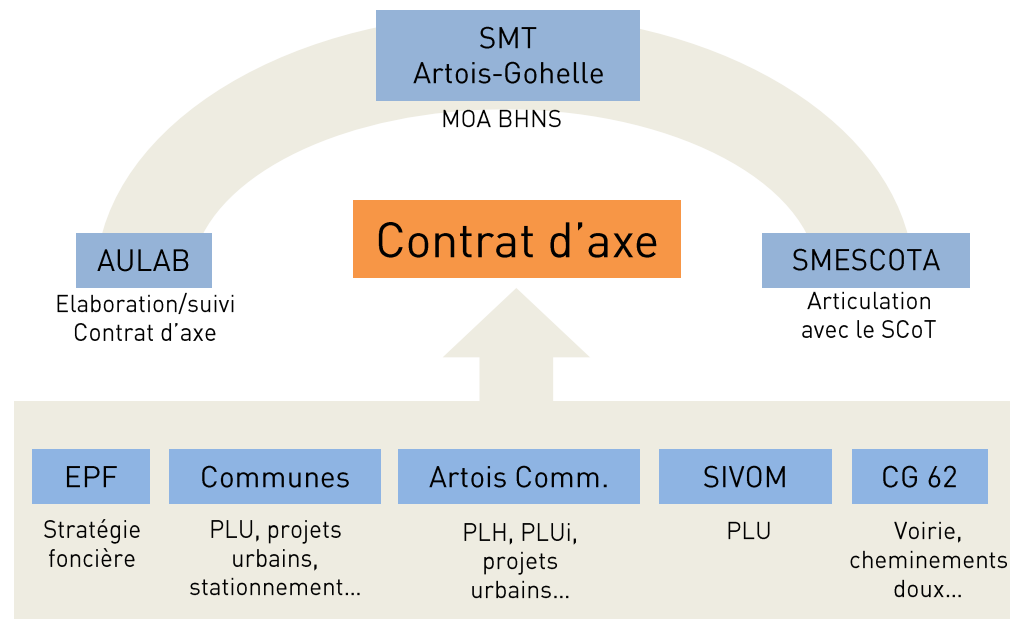 SMT
Artois-Gohelle
MOA BHNS
Contrat d’axe
AULAB
Elaboration/suivi
Contrat d’axe
SMESCOTA
Articulation
avec le SCoT
EPF
Stratégie
foncière
Communes
PLU, projets
urbains,
stationnement...
Artois Comm.
PLH, PLUi,
projets
urbains...
SIVOM
PLU
CG 62
Voirie,
cheminements
doux...